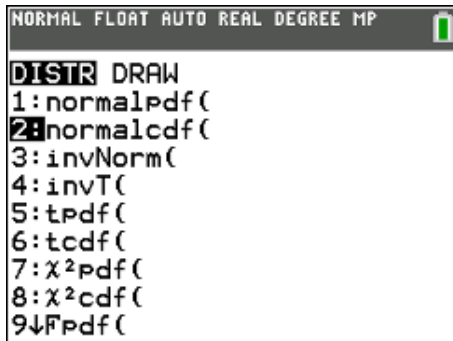 NORMAL FLOAT AUTO REAL DEGREE MP
DISTR DRAW
1:normalpdf(
2:normalcdf(
3:invNorm(
4:invT(
5:tpdf(
6:tcdf(
7:χ²pdf(
8:χ²cdf(
9↓Fpdf(